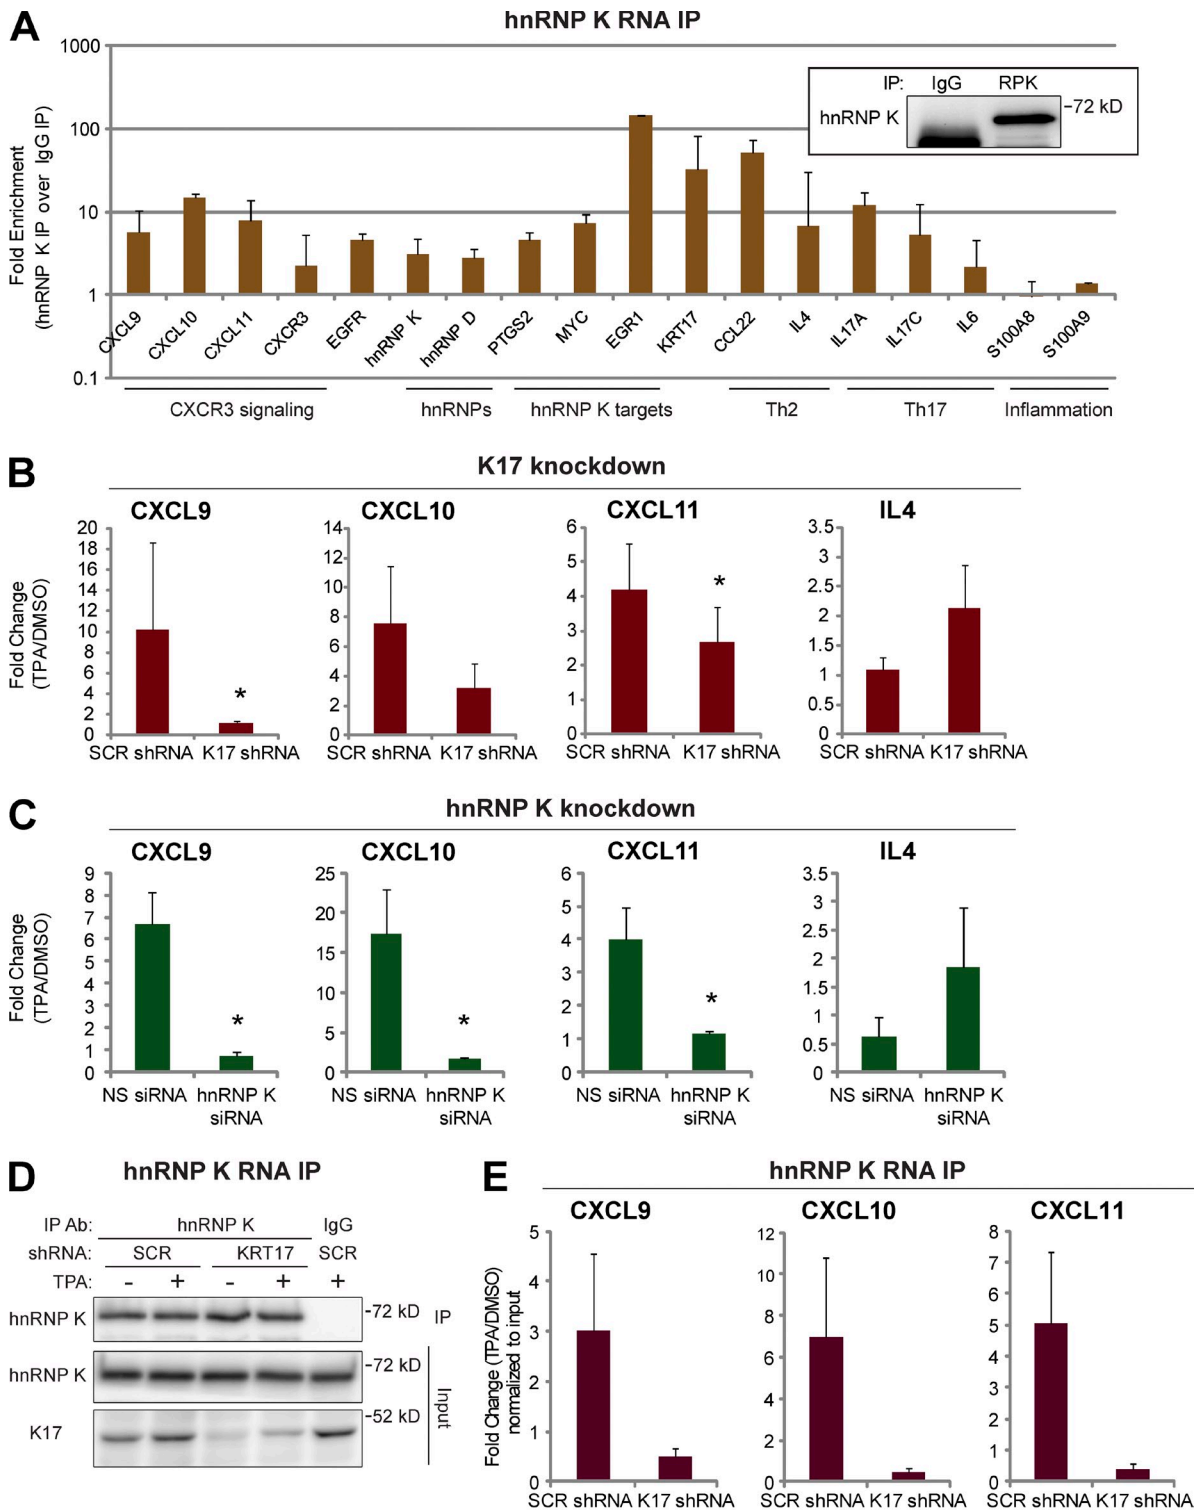 A
hnRNP K RNA IP
Fold Enrichment
(hnRNP K IP over IgG IP)
1000
100
10
1
0.1
IP: IgG RPK
hnRNP K
-72 kD
CXCL9 CXCL10 CXCL11 CXCR3 EGFR hnRNP K hnRNP D PTGS2 MYC EGR1 KRT17 CCL22 IL4 IL17A IL17C IL6 S100A8 S100A9
CXCR3 signaling hnRNPs hnRNP K targets Th2 Th17 Inflammation
B
K17 knockdown
Fold Change
(TPA/DMSO)
CXCL9
20
18
16
14
12
10
8
6
4
2
0
*
SCR shRNA K17 shRNA
CXCL10
14
12
10
8
6
4
2
0
SCR shRNA K17 shRNA
CXCL11
6
5
4
3
2
1
0
*
SCR shRNA K17 shRNA
IL4
3.5
3
2.5
2
1.5
1
0.5
0
SCR shRNA K17 shRNA
C
hnRNP K knockdown
Fold Change
(TPA/DMSO)
CXCL9
9
8
7
6
5
4
3
2
1
0
*
NS siRNA hnRNP K
siRNA
CXCL10
25
20
15
10
5
0
*
NS siRNA hnRNP K
siRNA
CXCL11
6
5
4
3
2
1
0
*
NS siRNA hnRNP K
siRNA
IL4
3.5
3
2.5
2
1.5
1
0.5
0
NS siRNA hnRNP K
siRNA
D
hnRNP K RNA IP
IP Ab: hnRNP K IgG
shRNA: SCR KRT17 SCR
TPA: - + - + +
hnRNP K -72 kD IP
hnRNP K -72 kD
K17 -52 kD
Input
E
hnRNP K RNA IP
Fold Change (TPA/DMSO)
normalized to input
CXCL9
5
4
3
2
1
0
SCR shRNA K17 shRNA
CXCL10
12
10
8
6
4
2
0
SCR shRNA K17 shRNA
CXCL11
8
7
6
5
4
3
2
1
0
SCR shRNA K17 shRNA